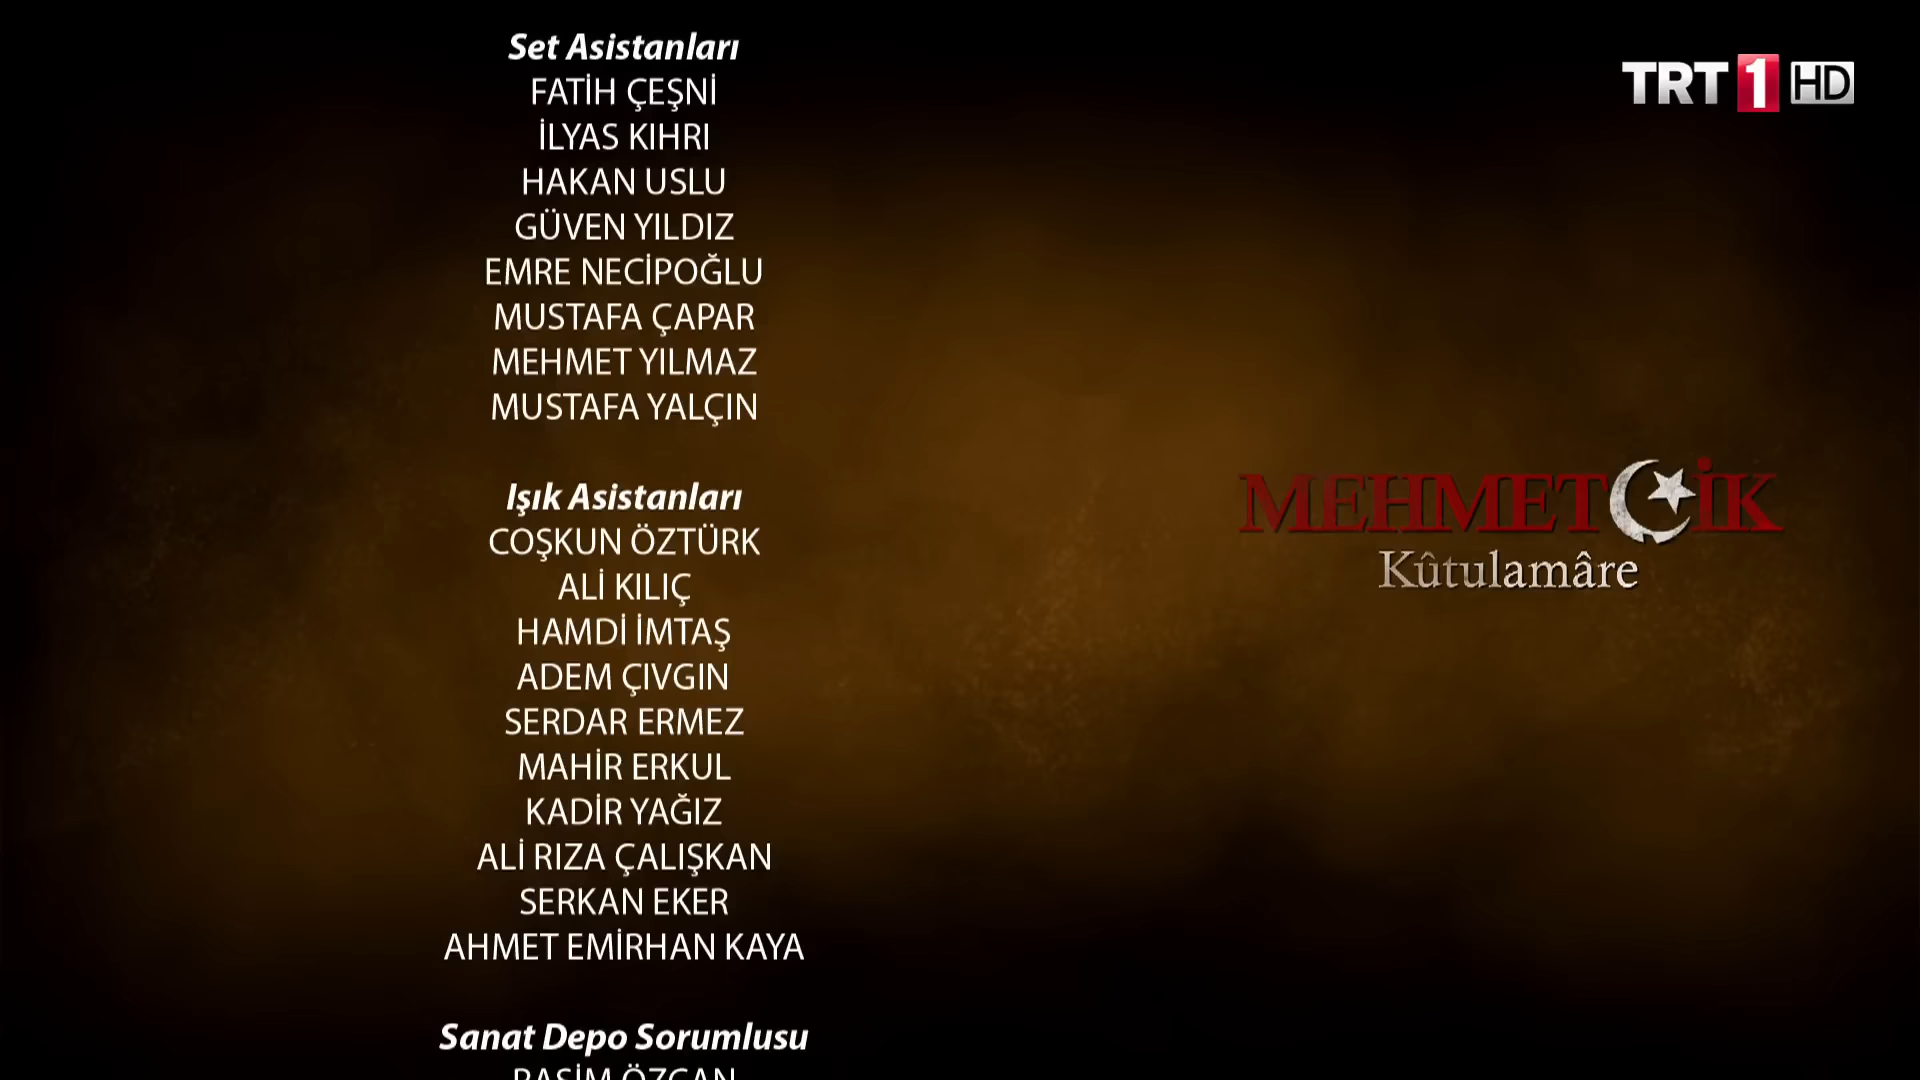 Set Asistanları
FATİH ÇEŞNİ
İLYAS KIHRI
HAKAN USLU
GÜVEN YILDIZ
EMRE NECİPOĞLU
MUSTAFA ÇAPAR
MEHMET YILMAZ
MUSTAFA YALÇIN
Işık Asistanları
COŞKUN ÖZTÜRK
ALİ KILIÇ
HAMDİ İMTAŞ
ADEM ÇIVGIN
SERDAR ERMEZ
MAHİR ERKUL
KADİR YAĞIZ
ALİ RIZA ÇALIŞKAN
SERKAN EKER
AHMET EMİRHAN KAYA
Sanat Depo Sorumlusu
RASİM ÖZCAN
TRT 1 HD
MEHMETÇİK
Kûtulamâre